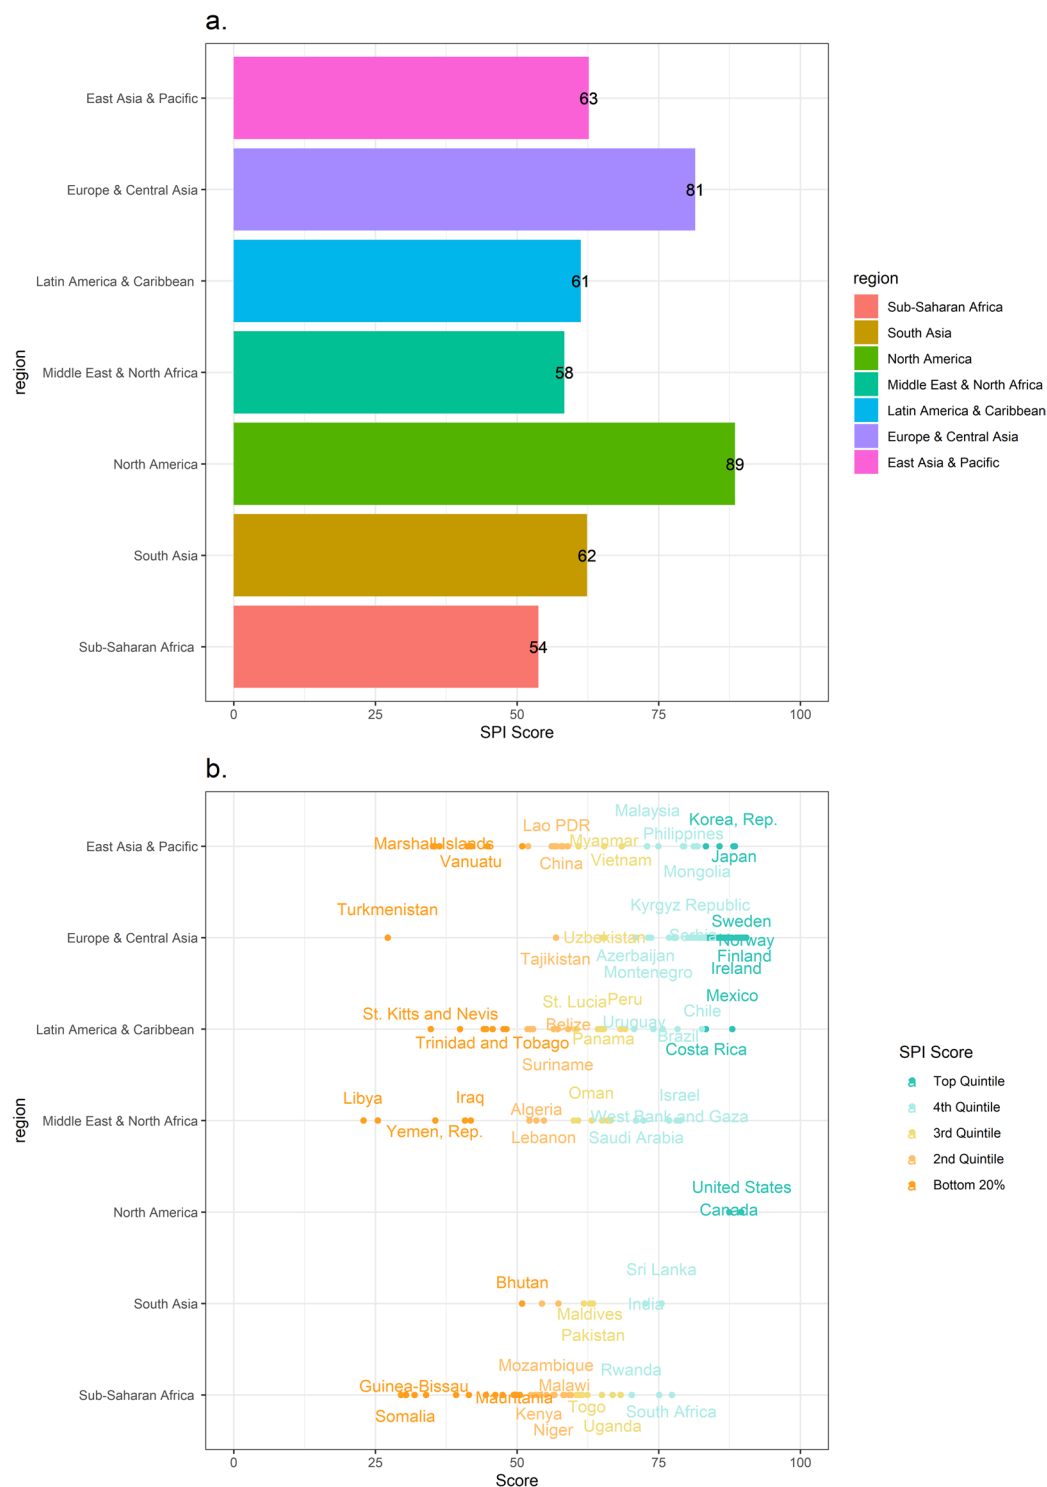 a.
East Asia & Pacific
63
Europe & Central Asia
81
Latin America & Caribbean
61
Middle East & North Africa
58
North America
89
South Asia
62
Sub-Saharan Africa
54
region
0 25 50 75 100
SPI Score
region
Sub-Saharan Africa
South Asia
North America
Middle East & North Africa
Latin America & Caribbean
Europe & Central Asia
East Asia & Pacific
b.
Malaysia
Korea, Rep.
Lao PDR
Philippines
Myanmar
East Asia & Pacific
Marshall Islands
Japan
Vanuatu
China
Vietnam
Mongolia
Kyrgyz Republic
Turkmenistan
Sweden
Europe & Central Asia
Uzbekistan
Serbia
Norway
Tajikistan
Azerbaijan
Finland
Montenegro
Ireland
St. Lucia
Peru
Mexico
St. Kitts and Nevis
Chile
Latin America & Caribbean
Belize
Uruguay
Trinidad and Tobago
Panama
Brazil
Costa Rica
Suriname
Libya
Iraq
Oman
Israel
Algeria
Middle East & North Africa
West Bank and Gaza
Yemen, Rep.
Lebanon
Saudi Arabia
United States
North America
Canada
Sri Lanka
Bhutan
South Asia
India
Maldives
Pakistan
Mozambique
Rwanda
Guinea-Bissau
Malawi
Sub-Saharan Africa
Mauritania
Somalia
Kenya
Togo
South Africa
Niger
Uganda
region
0 25 50 75 100
Score
SPI Score
a Top Quintile
a 4th Quintile
a 3rd Quintile
a 2nd Quintile
a Bottom 20%